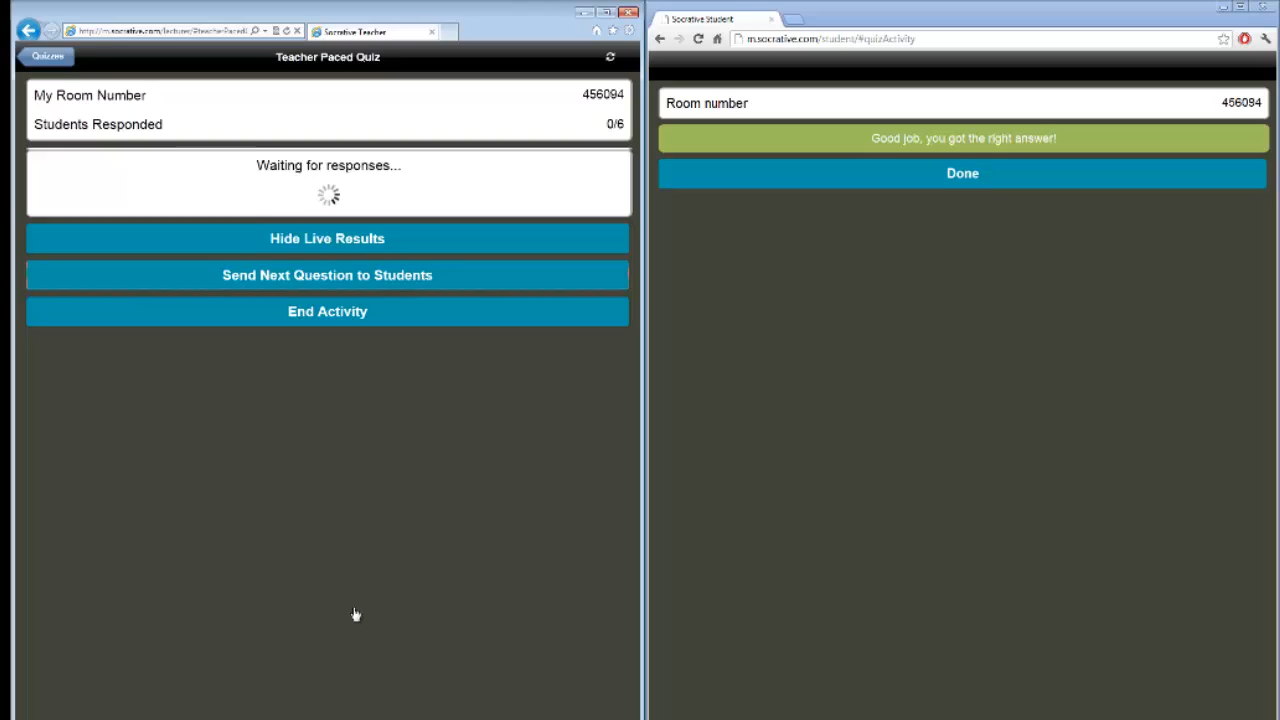 Socrative Teacher
Quizzes
Teacher Paced Quiz
My Room Number 456094
Students Responded 0/6
Waiting for responses...
Hide Live Results
Send Next Question to Students
End Activity
Socrative Student
m.socrative.com/student/#quizActivity
Room number 456094
Good job, you got the right answer!
Done